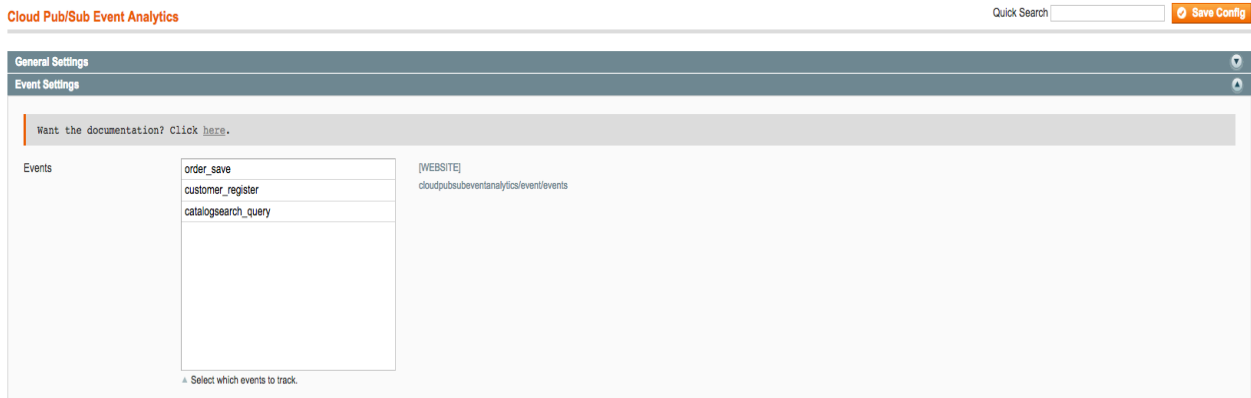 Cloud Pub/Sub Event Analytics
Quick Search
Save Config
General Settings
Event Settings
Want the documentation? Click here.
Events
order_save
customer_register
catalogsearch_query
[WEBSITE]
cloudpubsubeventanalytics/event/events
Select which events to track.